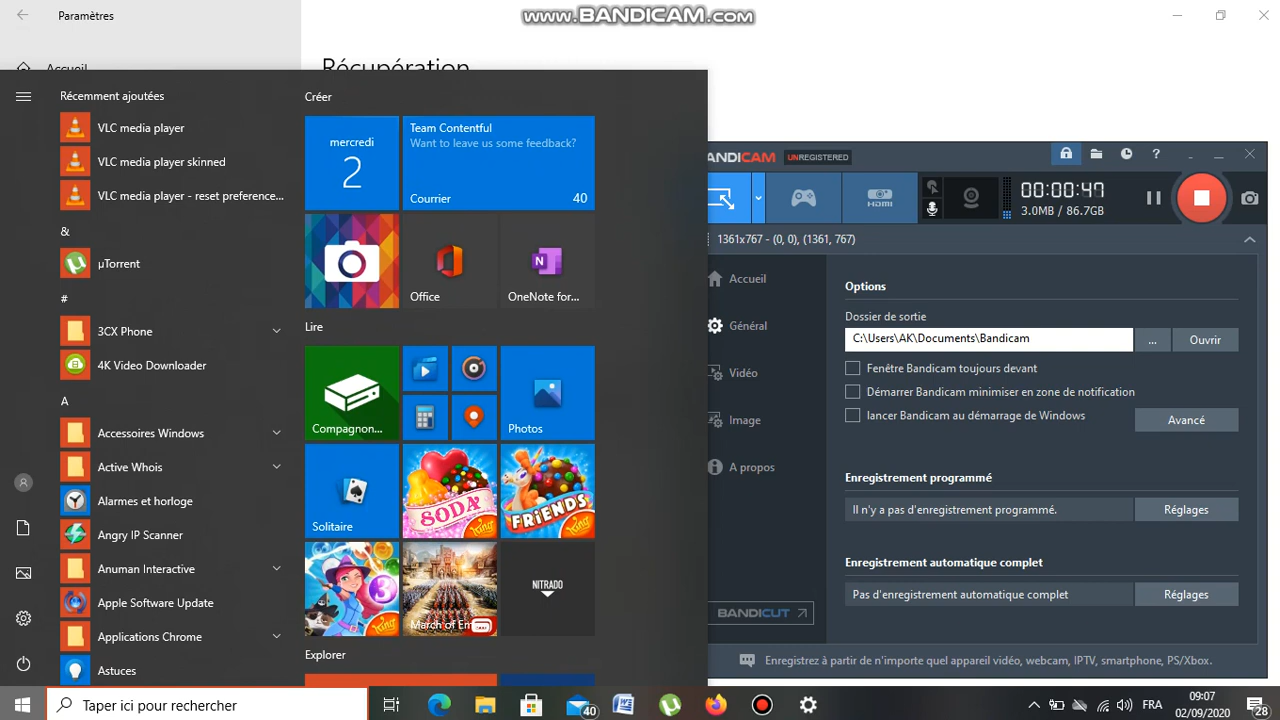 Paramètres
www.BANDICAM.com
Accueil
Récupération
Récemment ajoutées
VLC media player
VLC media player skinned
VLC media player - reset preference...
&
µTorrent
#
3CX Phone
4K Video Downloader
A
Accessoires Windows
Active Whois
Alarmes et horloge
Angry IP Scanner
Anuman Interactive
Apple Software Update
Applications Chrome
Astuces
Créer
mercredi
2
Team Contentful
Want to leave us some feedback?
Courrier 40
Office
OneNote for...
Lire
Compagnon...
Photos
Solitaire
SODA
King
FRIENDS
King
3
King
March of Em
NITRADO
Explorer
ANDICAM UNREGISTERED
HDMI
00:00:47
3.0MB / 86.7GB
1361x767 - (0, 0), (1361, 767)
Accueil
Général
Vidéo
Image
A propos
BANDICUT
Options
Dossier de sortie
C:\Users\AK\Documents\Bandicam ... Ouvrir
Fenêtre Bandicam toujours devant
Démarrer Bandicam minimiser en zone de notification
lancer Bandicam au démarrage de Windows
Avancé
Enregistrement programmé
Il n'y a pas d'enregistrement programmé. Réglages
Enregistrement automatique complet
Pas d'enregistrement automatique complet Réglages
Enregistrez à partir de n'importe quel appareil vidéo, webcam, IPTV, smartphone, PS/Xbox.
Taper ici pour rechercher
40
FRA
09:07
02/09/2020
28